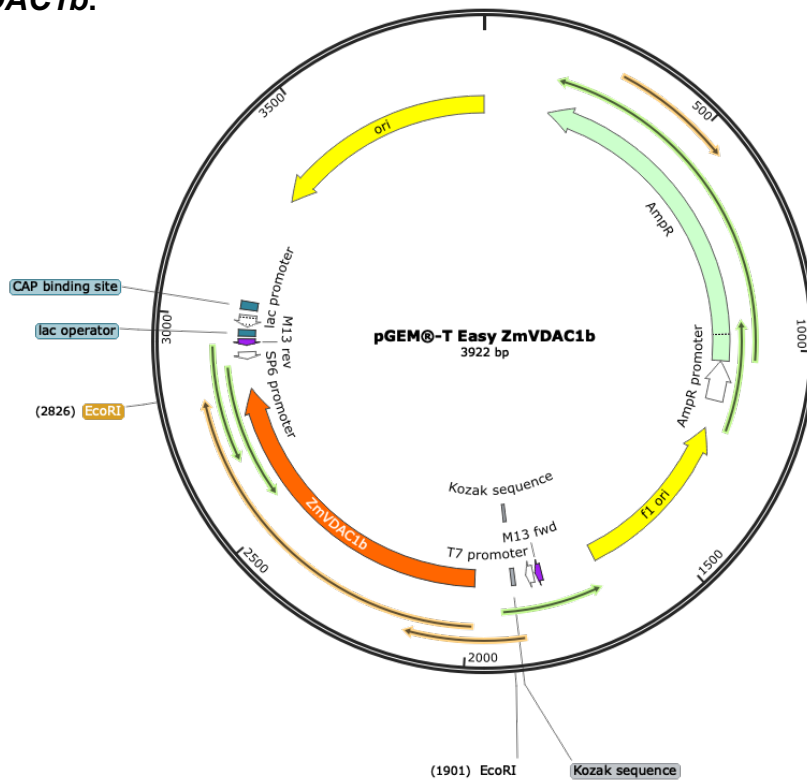 DAC1b.
3500
500
ori
AmpR
CAP binding site
lac promoter
lac operator
3000
M13 rev
pGEM®-T Easy ZmVDAC1b
3922 bp
1000
SP6 promoter
AmpR promoter
(2826) EcoRI
Kozak sequence
f1 ori
M13 fwd
ZmVDAC1b
T7 promoter
2500
1500
2000
(1901) EcoRI
Kozak sequence